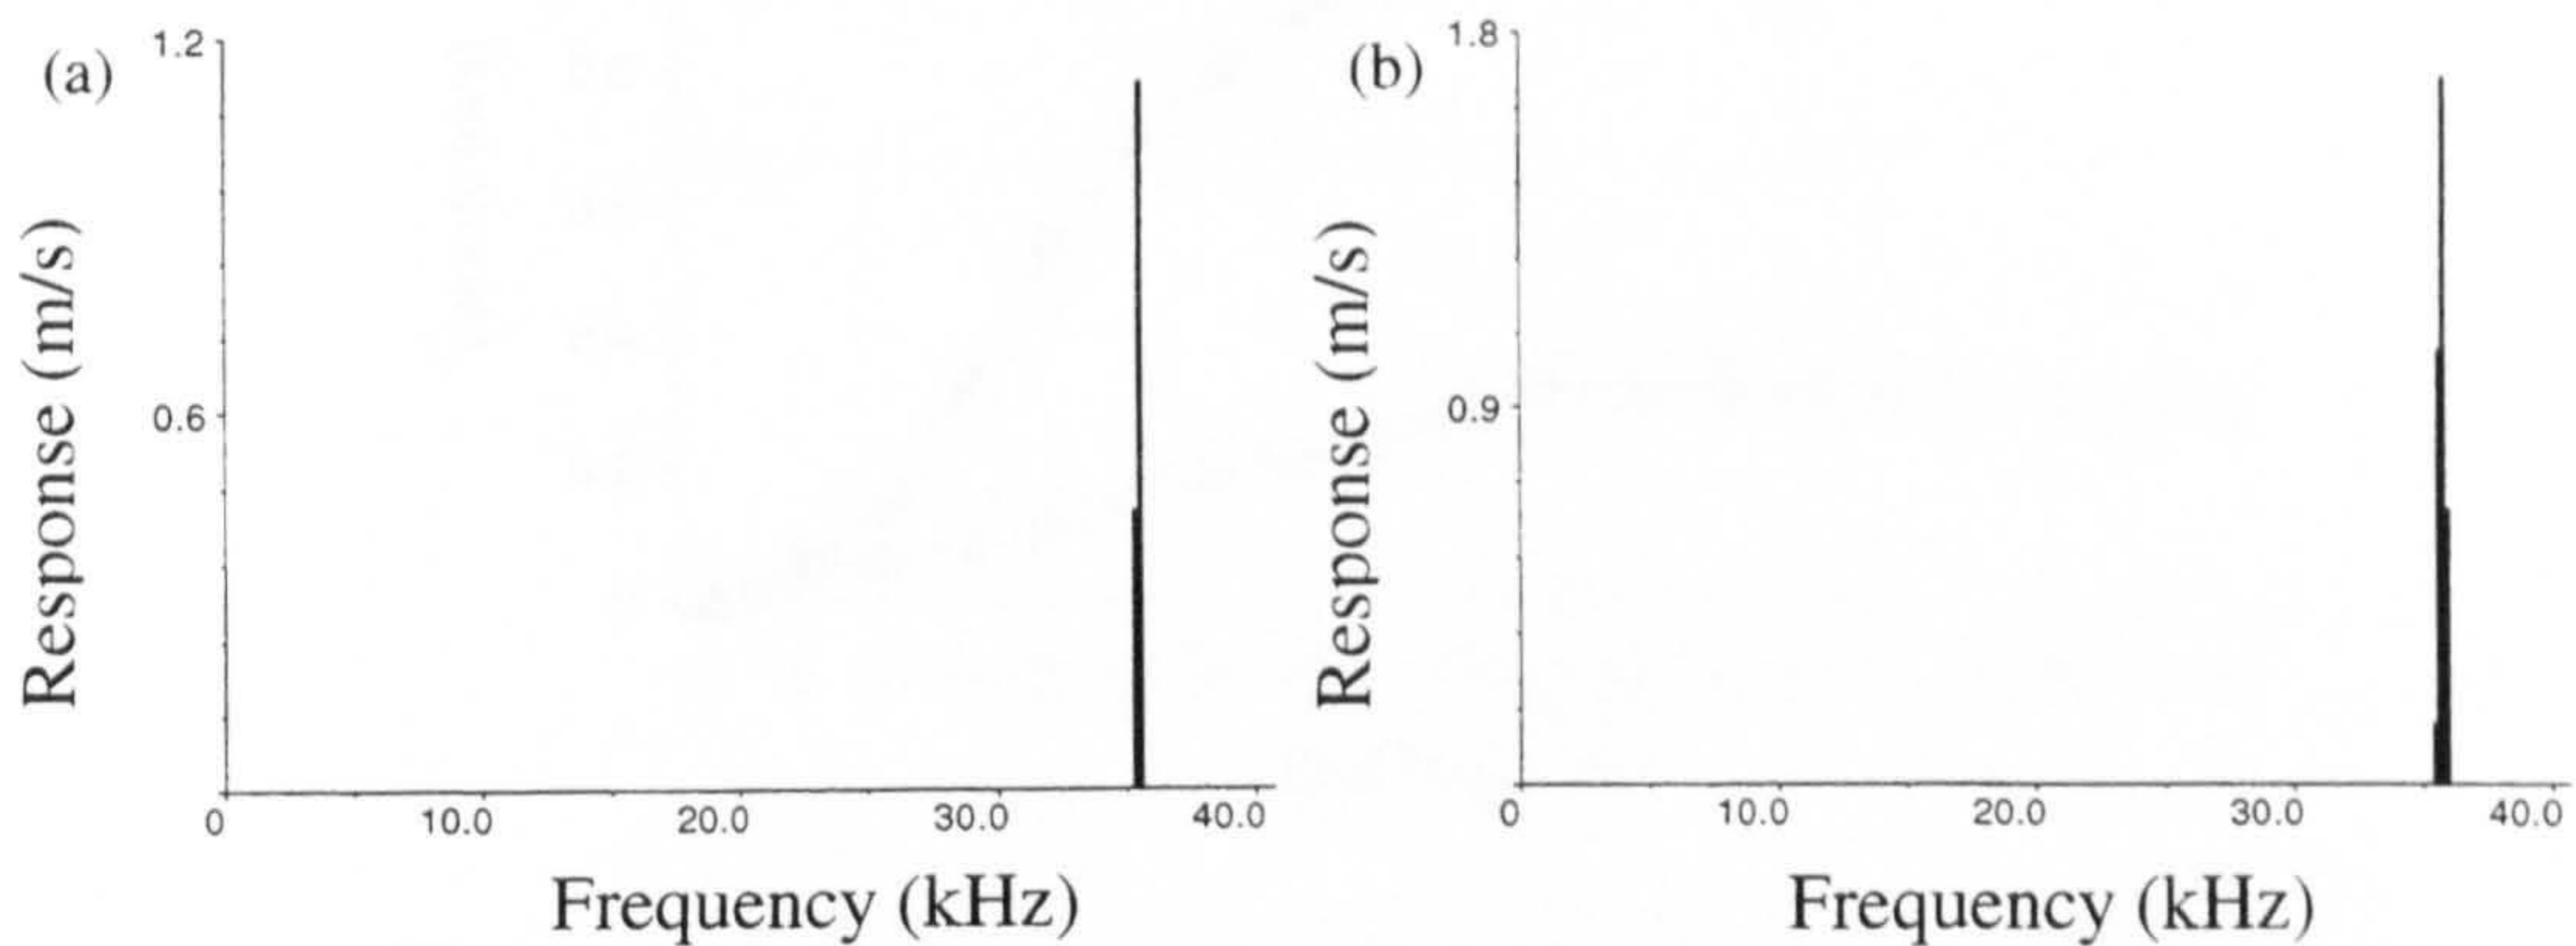 (a)
1.2
0.6
Response (m/s)
0 10.0 20.0 30.0 40.0
Frequency (kHz)
(b)
1.8
0.9
Response (m/s)
0 10.0 20.0 30.0 40.0
Frequency (kHz)